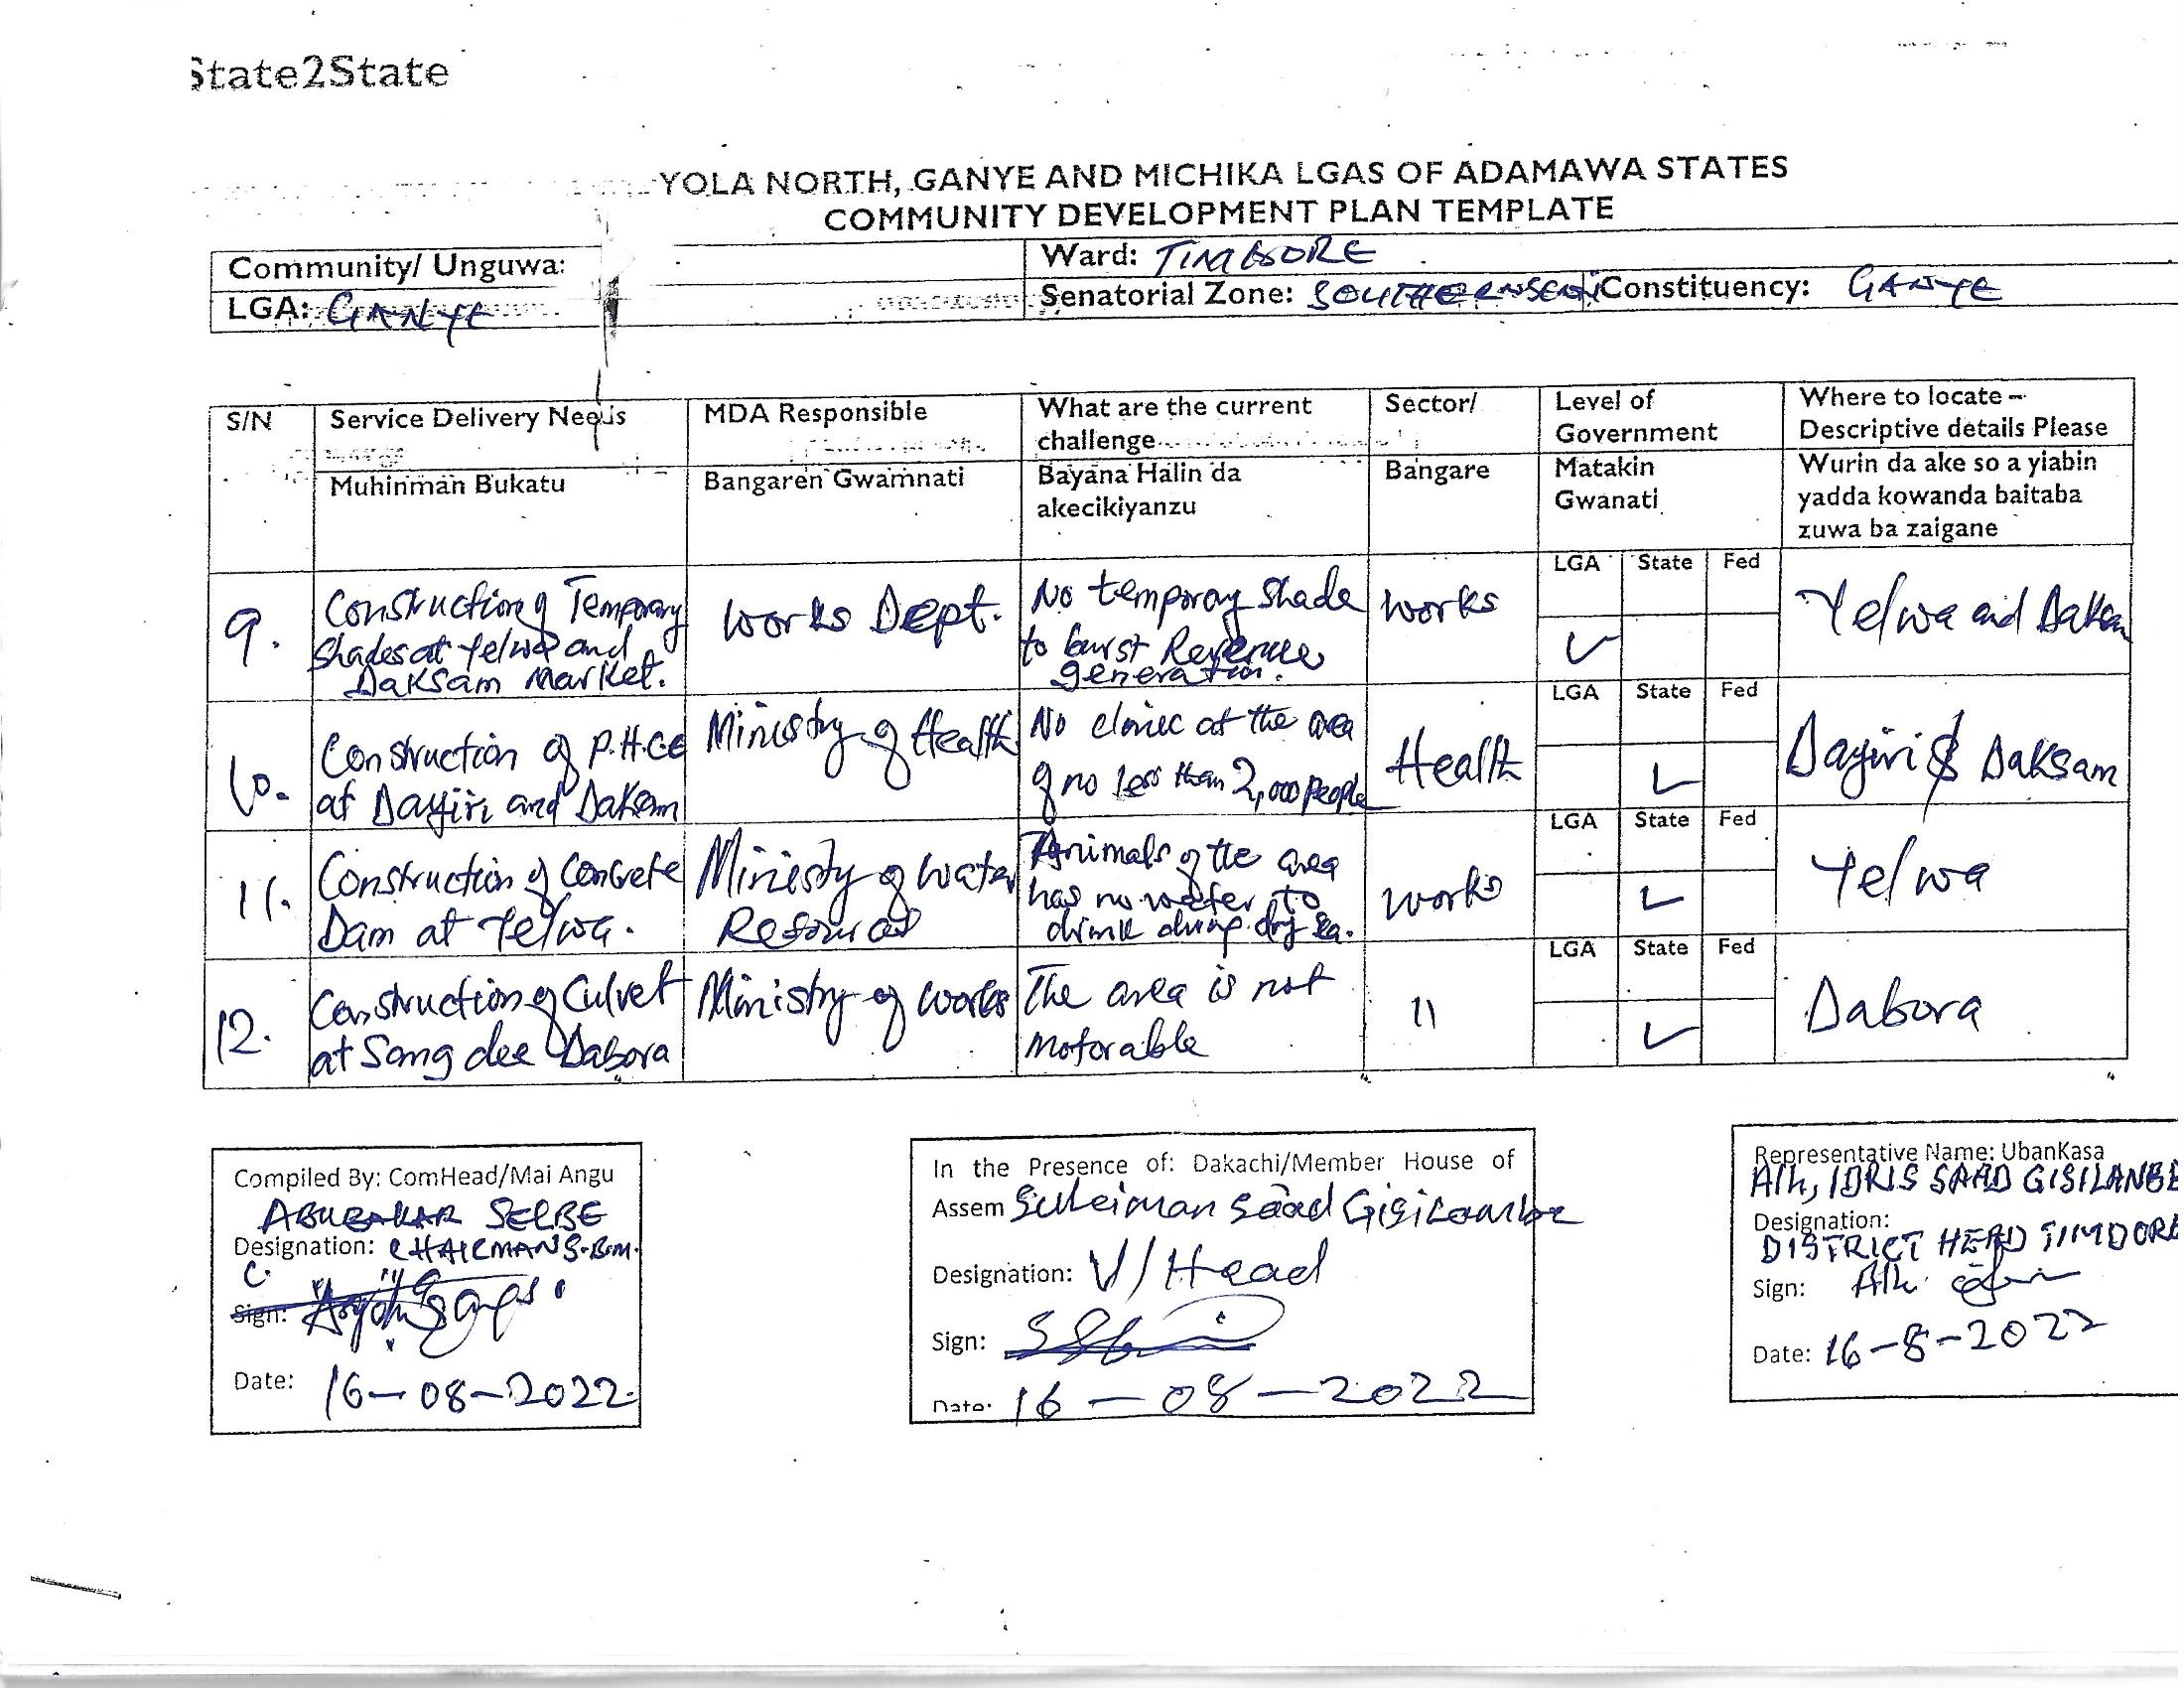 State2State
YOLA NORTH, GANYE AND MICHIKA LGAS OF ADAMAWA STATES
COMMUNITY DEVELOPMENT PLAN TEMPLATE
Community/ Unguwa:
Ward: TIMDORE
LGA: GANYE
Senatorial Zone: SOUTHERN SEN
Constituency: GANYE
S/N
Service Delivery Needs
MDA Responsible
What are the current
challenge
Sector/
Level of
Government
Where to locate –
Descriptive details Please
Muhinman Bukatu
Bangaren Gwamnati
Bayana Halin da
akecikiyanzu
Bangare
Matakin
Gwanati
Wurin da ake so a yiabin
yadda kowanda baitaba
zuwa ba zaigane
9.
Construction of Temporary
Shades at Yelwa and
Daksam Market.
Works Dept.
No temporay Shade
to burst Revenue
generation.
works
LGA State Fed
✓
Yelwa and Daksam
10.
Construction of P.H.CE
at Dayiri and Daksam
Ministry of Health
No clinic at the area
of no less than 2,000 people
Health
LGA State Fed
✓
Dayiri & Daksam
11.
Construction of Concrete
Dam at Yelwa.
Ministry of Water
Resources
Animals of the area
has no water to
drink during dry sea.
works
LGA State Fed
✓
Yelwa
12.
Construction of Culvet
at Sang dee Dabora
Ministry of works
The area is not
motorable
11
LGA State Fed
✓
Dabora
Compiled By: ComHead/Mai Angu
ABUBAKAR SELBE
Designation: CHAIRMAN S.B.M.
C.
Sign:
Date: 16-08-2022.
In the Presence of: Dakachi/Member House of
Assem Suleiman Saad Gisilambe
Designation: V/Head
Sign:
Date: 16-08-2022
Representative Name: UbanKasa
Alh, IDRIS SAAD GISILANBE
Designation:
DISTRICT HEAD TIMDORE
Sign: Alh.
Date: 16-8-2022